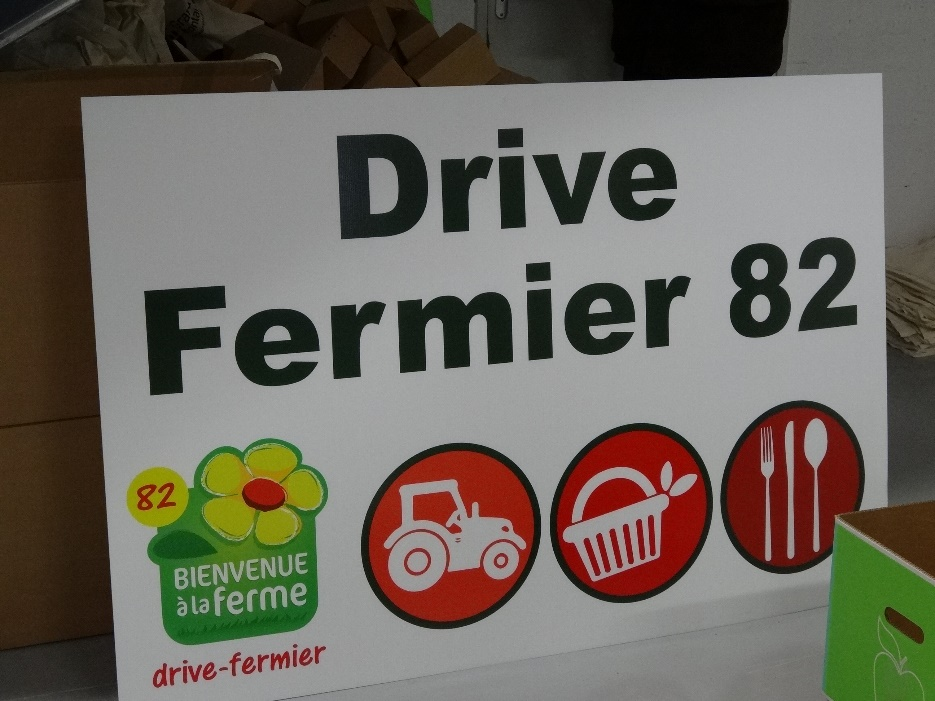 Drive
Fermier 82
82
BIENVENUE
à la ferme
drive-fermier